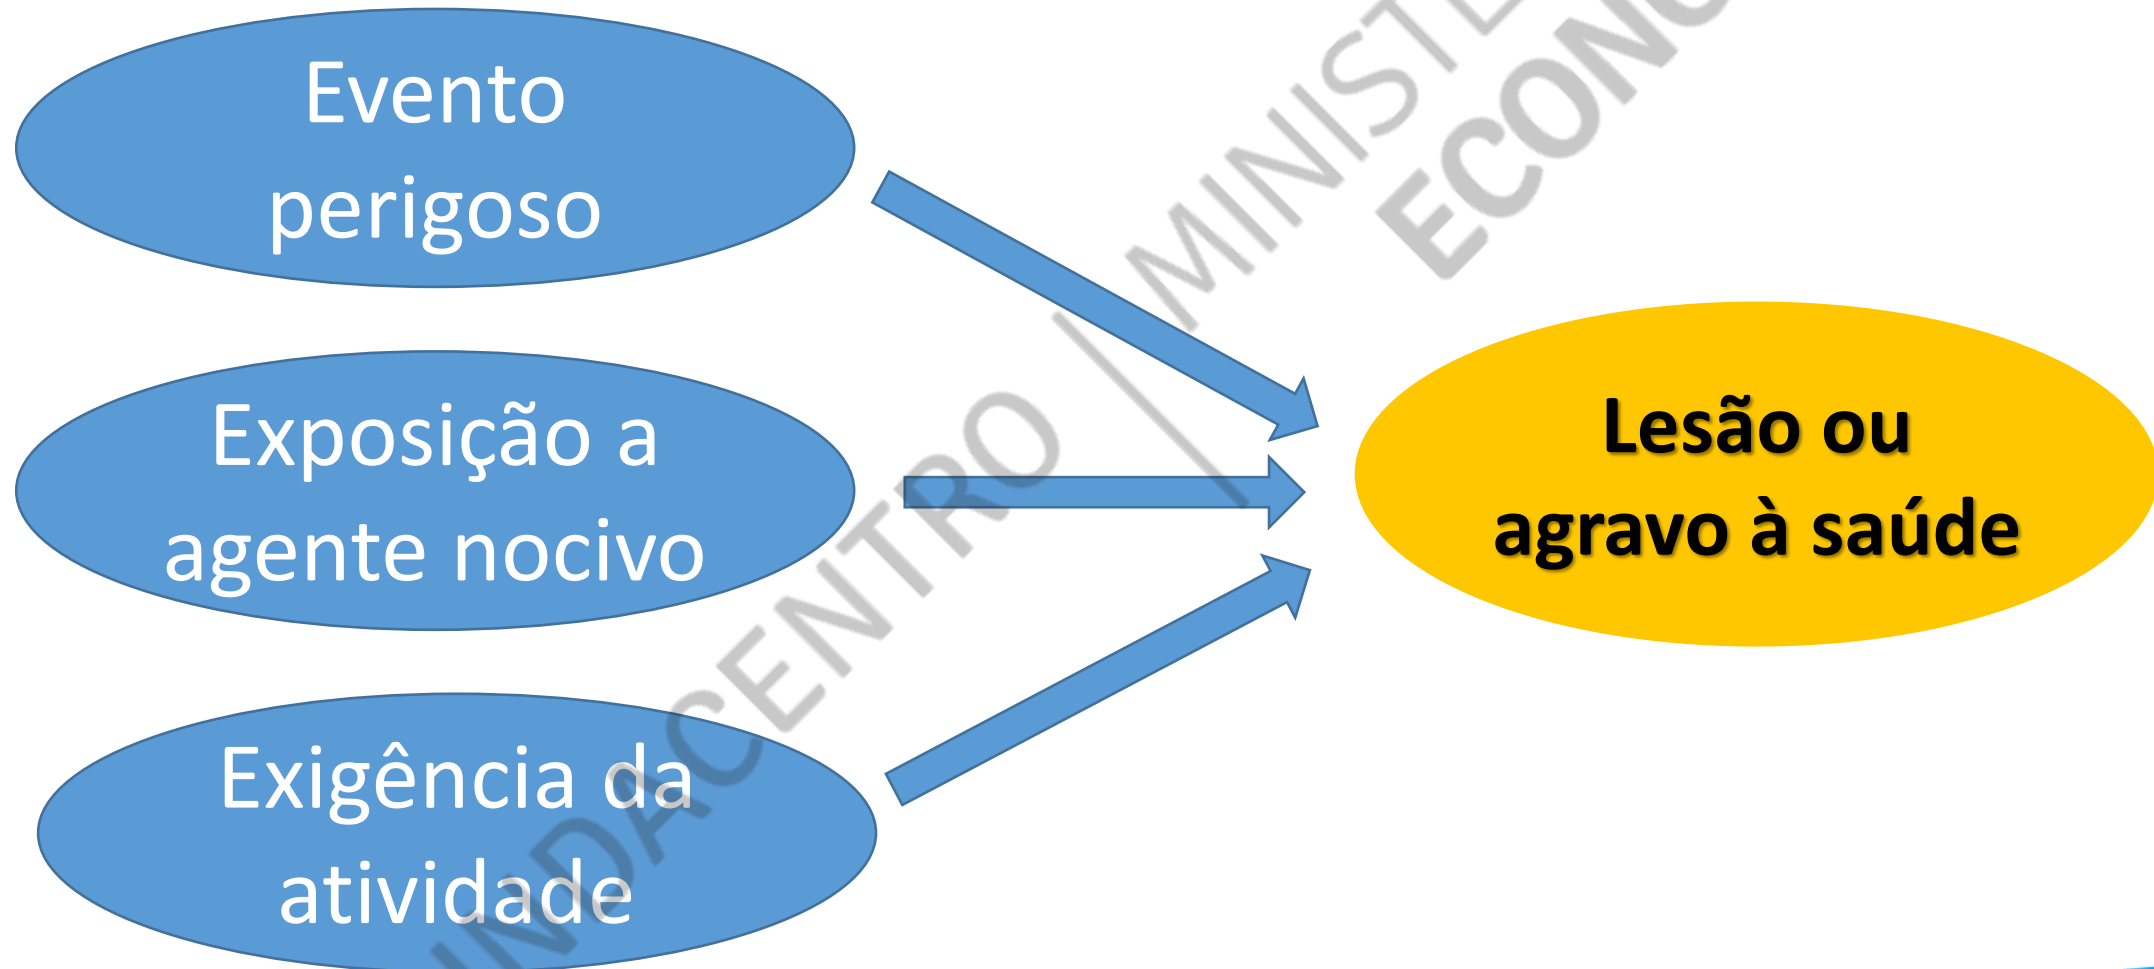 Evento
perigoso
Exposição a
agente nocivo
Exigência da
atividade
Lesão ou
agravo à saúde